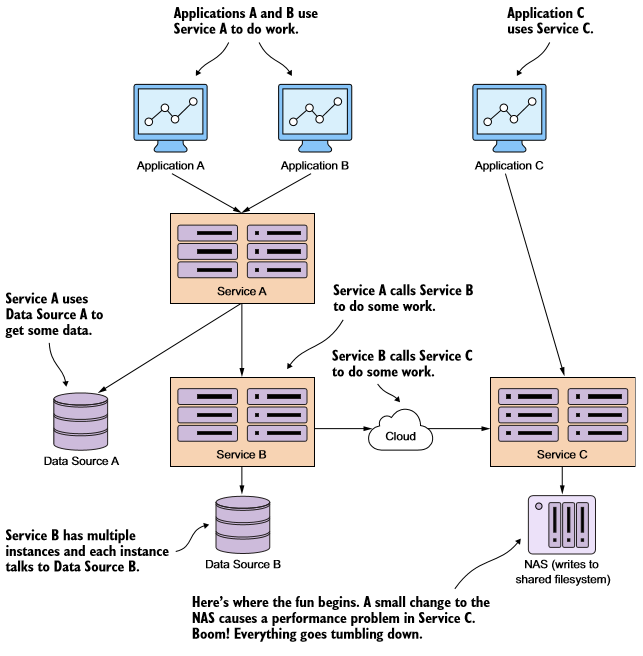 Applications A and B use
Service A to do work.
Application C
uses Service C.
Application A
Application B
Application C
Service A
Service A uses
Data Source A to
get some data.
Service A calls Service B
to do some work.
Service B calls Service C
to do some work.
Data Source A
Service B
Cloud
Service C
Service B has multiple
instances and each instance
talks to Data Source B.
Data Source B
NAS (writes to
shared filesystem)
Here's where the fun begins. A small change to the
NAS causes a performance problem in Service C.
Boom! Everything goes tumbling down.